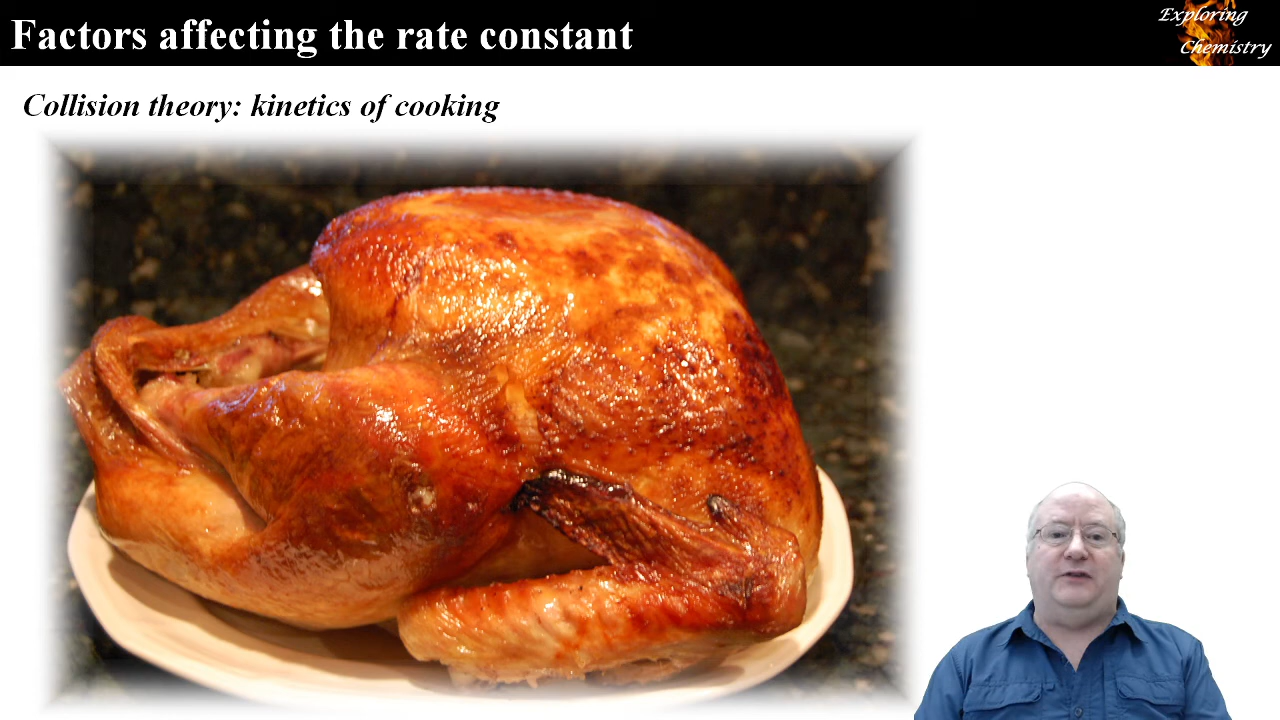 Factors affecting the rate constant
Exploring
Chemistry
Collision theory: kinetics of cooking